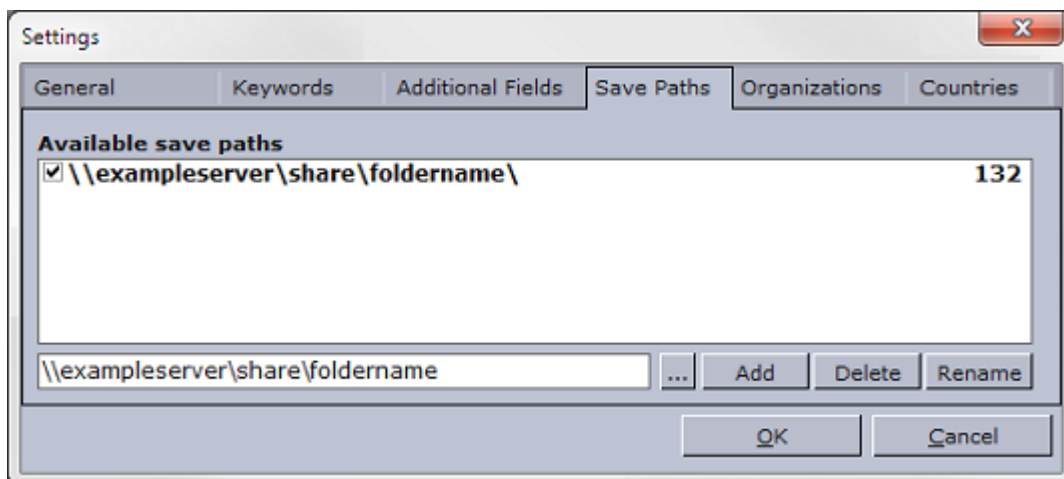 Settings
General Keywords Additional Fields Save Paths Organizations Countries
Available save paths
\\exampleserver\share\foldername\ 132
\\exampleserver\share\foldername ... Add Delete Rename
OK Cancel